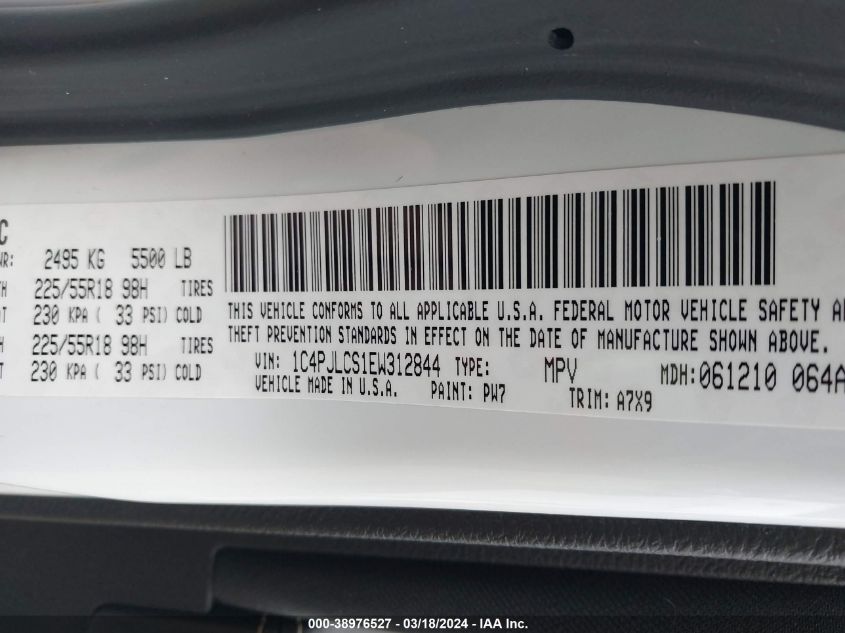 C
WR: 2495 KG 5500 LB
TH 225/55R18 98H TIRES
OT 230 KPA ( 33 PSI) COLD
H 225/55R18 98H TIRES
T 230 KPA ( 33 PSI) COLD
THIS VEHICLE CONFORMS TO ALL APPLICABLE U.S.A. FEDERAL MOTOR VEHICLE SAFETY A
THEFT PREVENTION STANDARDS IN EFFECT ON THE DATE OF MANUFACTURE SHOWN ABOVE.
VIN: 1C4PJLCS1EW312844 TYPE: MPV MDH: 061210 064A
VEHICLE MADE IN U.S.A. PAINT: PW7 TRIM: A7X9
000-38976527 - 03/18/2024 - IAA Inc.